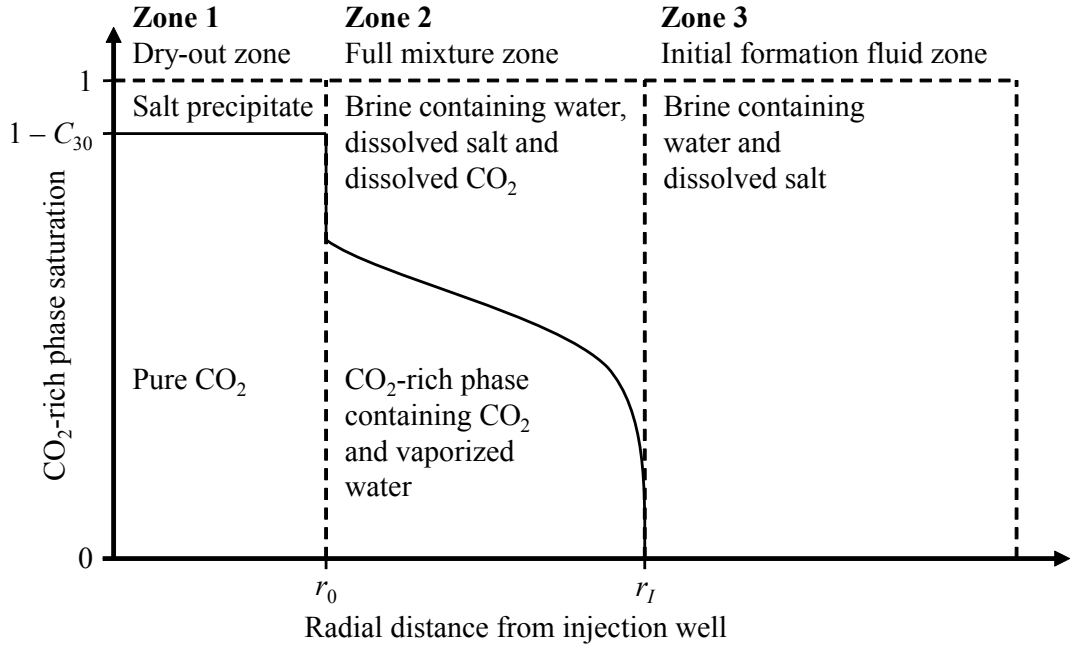 Zone 1
Dry-out zone
Zone 2
Full mixture zone
Zone 3
Initial formation fluid zone
1
Salt precipitate
Brine containing water,
dissolved salt and
dissolved CO₂
Brine containing
water and
dissolved salt
1 – C₃₀
CO₂-rich phase saturation
Pure CO₂
CO₂-rich phase
containing CO₂
and vaporized
water
0
r₀
r_I
Radial distance from injection well